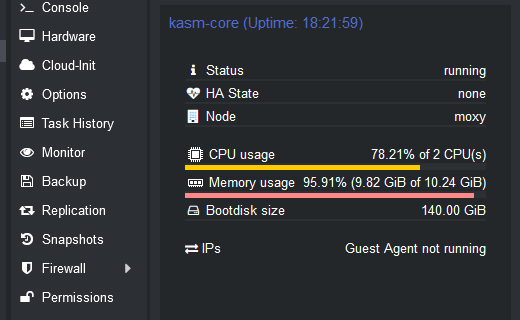 Console
Hardware
Cloud-Init
Options
Task History
Monitor
Backup
Replication
Snapshots
Firewall
Permissions
kasm-core (Uptime: 18:21:59)
Status running
HA State none
Node moxy
CPU usage 78.21% of 2 CPU(s)
Memory usage 95.91% (9.82 GiB of 10.24 GiB)
Bootdisk size 140.00 GiB
IPs Guest Agent not running